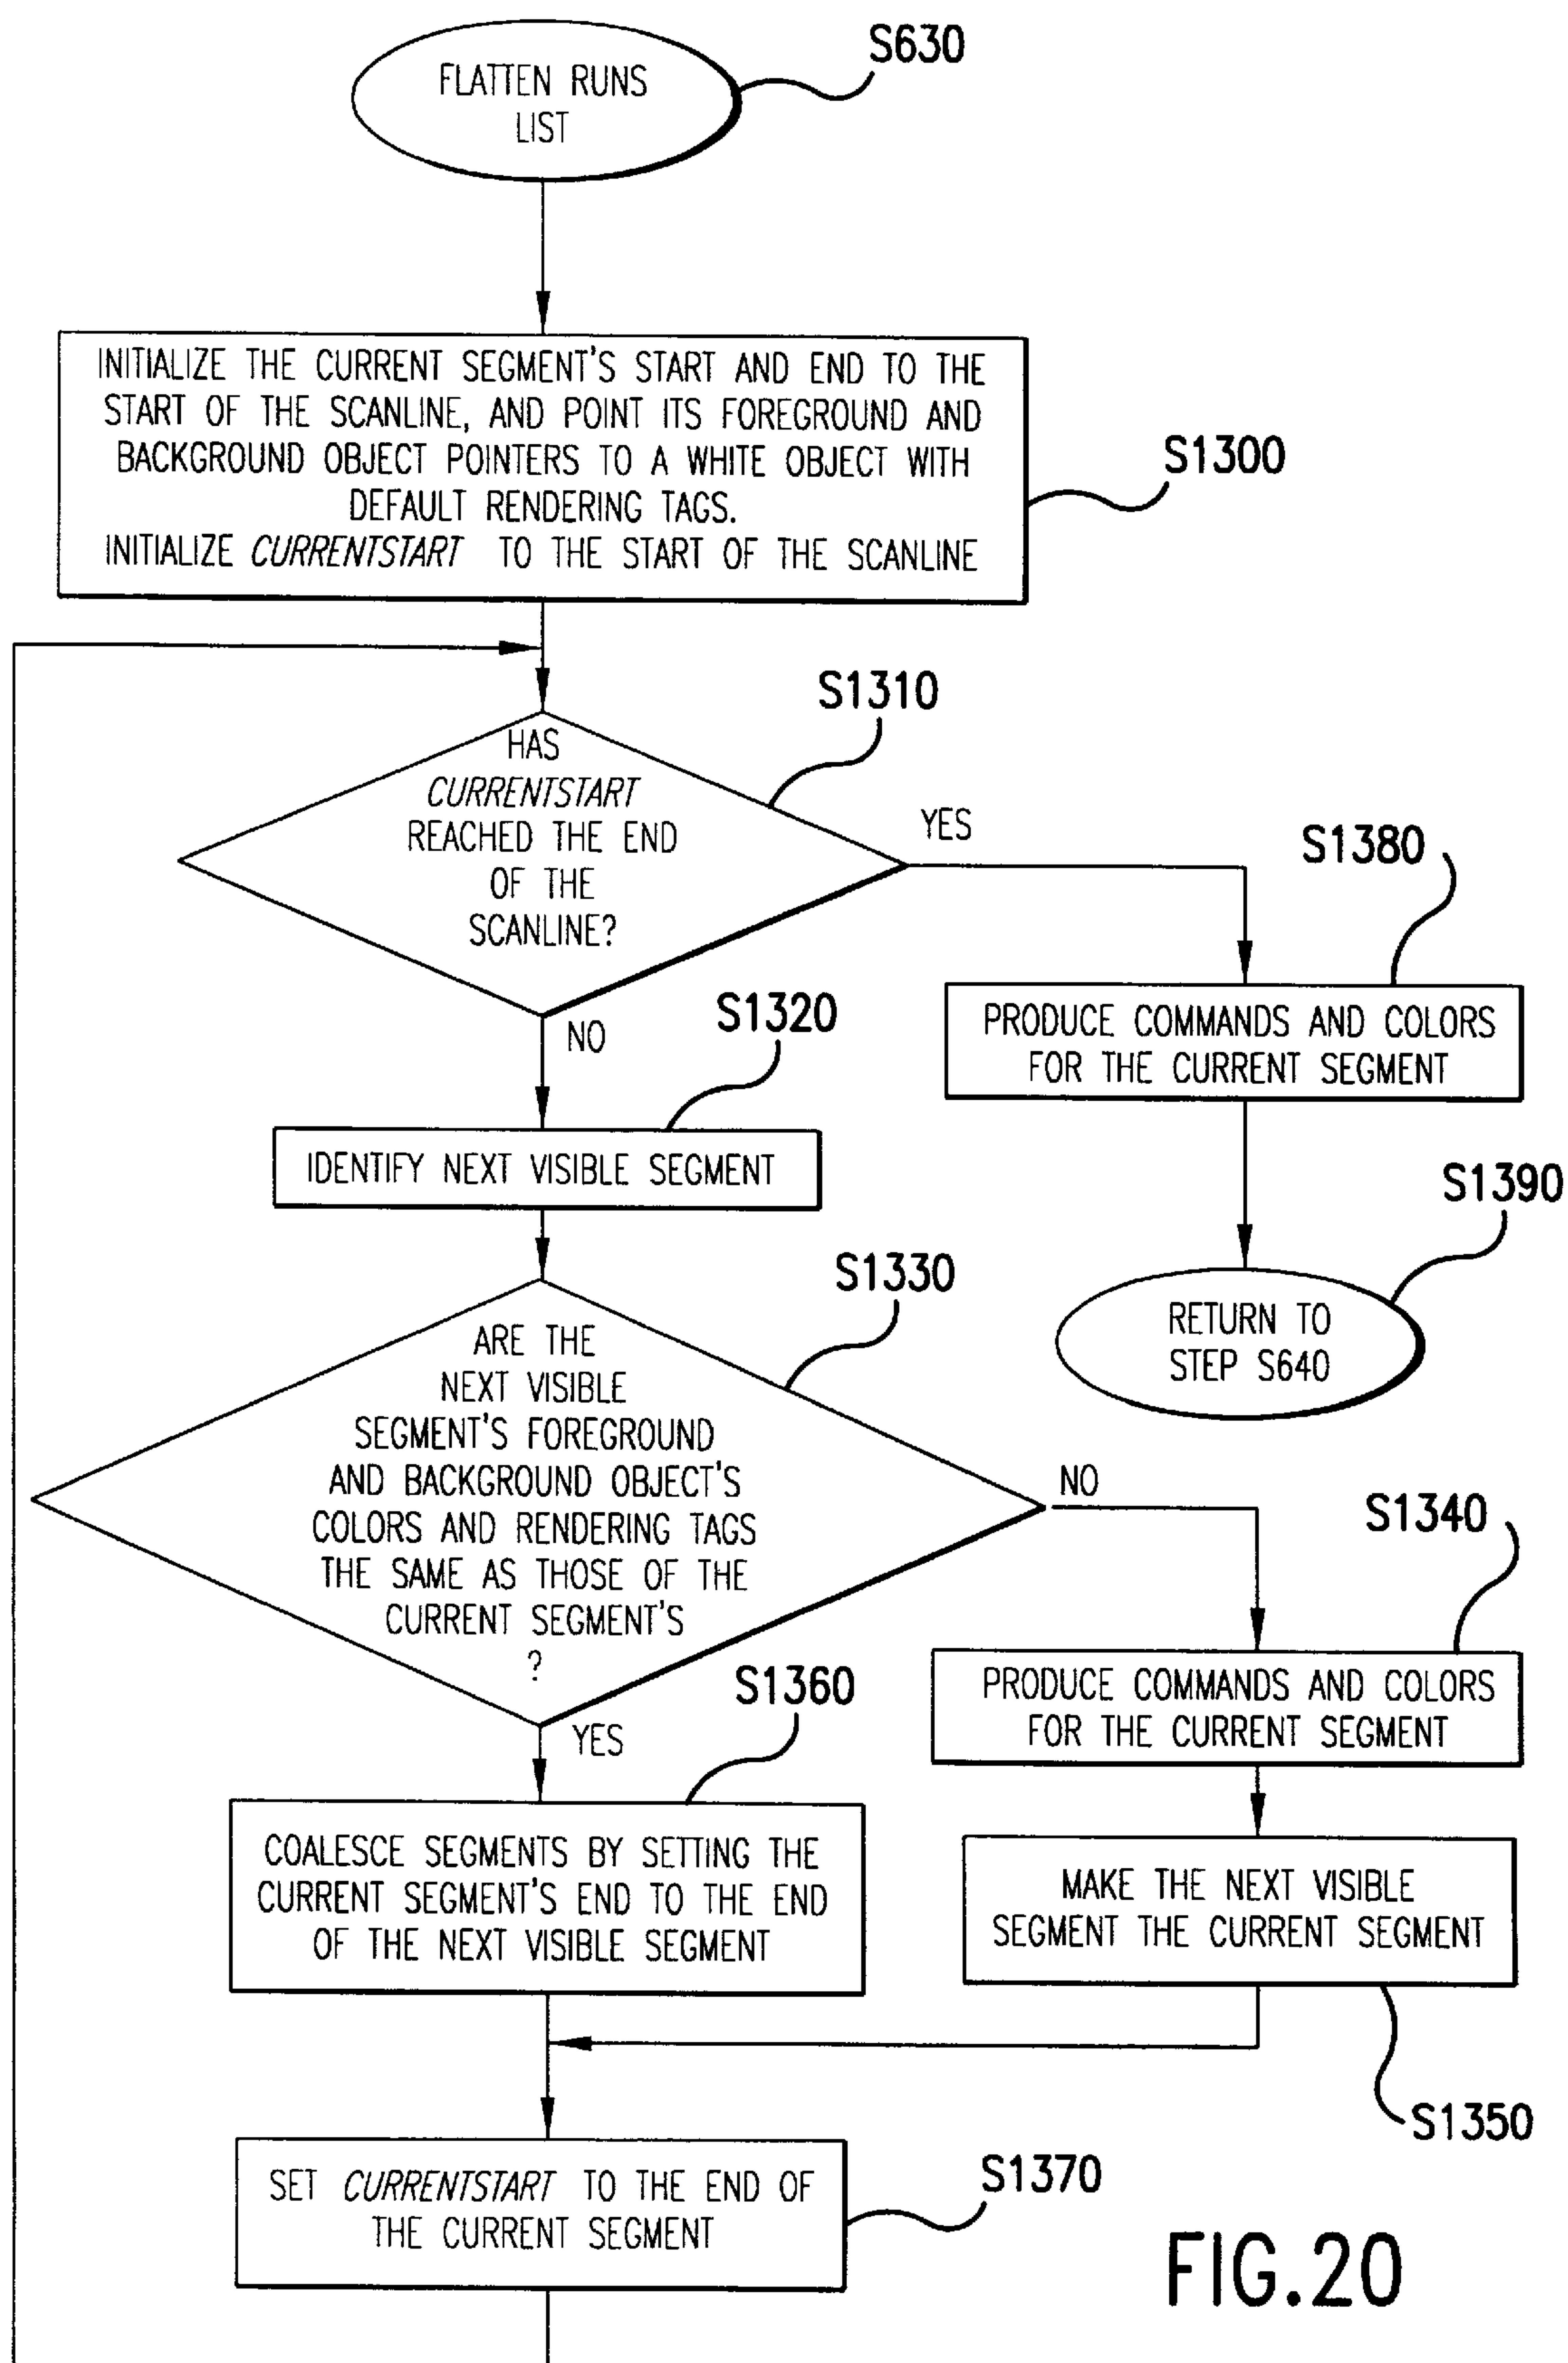 S630
FLATTEN RUNS
LIST
INITIALIZE THE CURRENT SEGMENT'S START AND END TO THE
START OF THE SCANLINE, AND POINT ITS FOREGROUND AND
BACKGROUND OBJECT POINTERS TO A WHITE OBJECT WITH
DEFAULT RENDERING TAGS.
INITIALIZE CURRENTSTART TO THE START OF THE SCANLINE
S1300
S1310
HAS
CURRENTSTART
REACHED THE END
OF THE
SCANLINE?
YES
NO
S1380
PRODUCE COMMANDS AND COLORS
FOR THE CURRENT SEGMENT
S1320
IDENTIFY NEXT VISIBLE SEGMENT
S1390
RETURN TO
STEP S640
S1330
ARE THE
NEXT VISIBLE
SEGMENT'S FOREGROUND
AND BACKGROUND OBJECT'S
COLORS AND RENDERING TAGS
THE SAME AS THOSE OF THE
CURRENT SEGMENT'S
?
NO
YES
S1340
PRODUCE COMMANDS AND COLORS
FOR THE CURRENT SEGMENT
S1360
COALESCE SEGMENTS BY SETTING THE
CURRENT SEGMENT'S END TO THE END
OF THE NEXT VISIBLE SEGMENT
MAKE THE NEXT VISIBLE
SEGMENT THE CURRENT SEGMENT
S1350
SET CURRENTSTART TO THE END OF
THE CURRENT SEGMENT
S1370
FIG.20